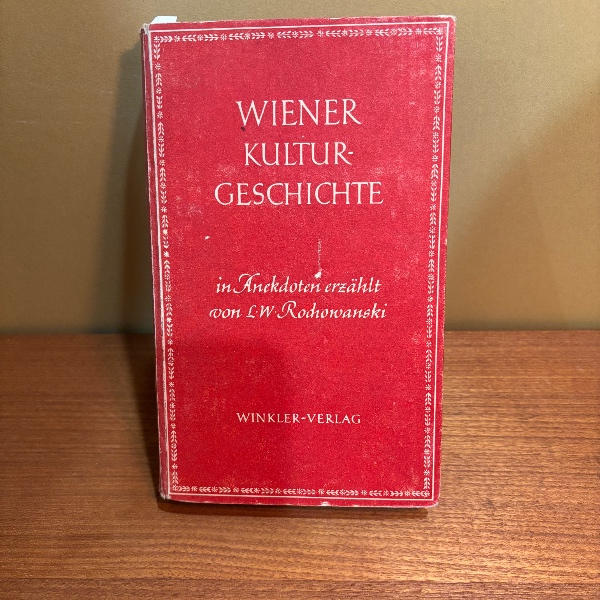 WIENER
KULTUR-
GESCHICHTE
in Anekdoten erzählt
von L·W·Rochowanski
WINKLER-VERLAG